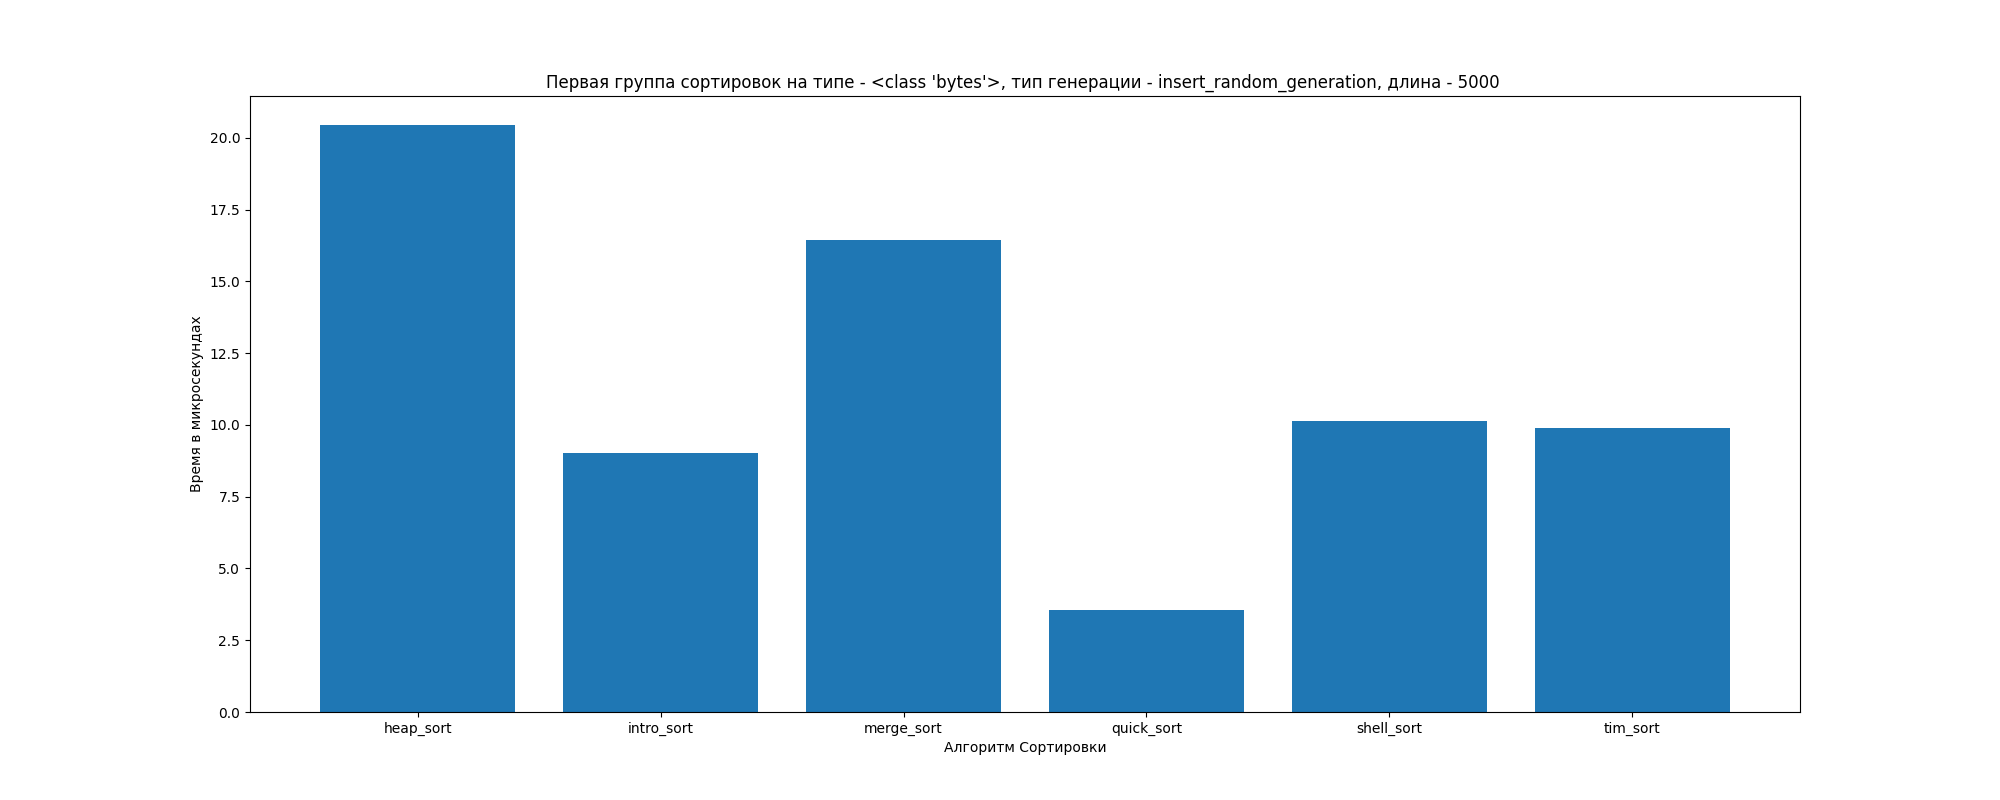 Первая группа сортировок на типе - <class 'bytes'>, тип генерации - insert_random_generation, длина - 5000
Время в микросекундах
20.0
17.5
15.0
12.5
10.0
7.5
5.0
2.5
0.0
heap_sort intro_sort merge_sort quick_sort shell_sort tim_sort
Алгоритм Сортировки